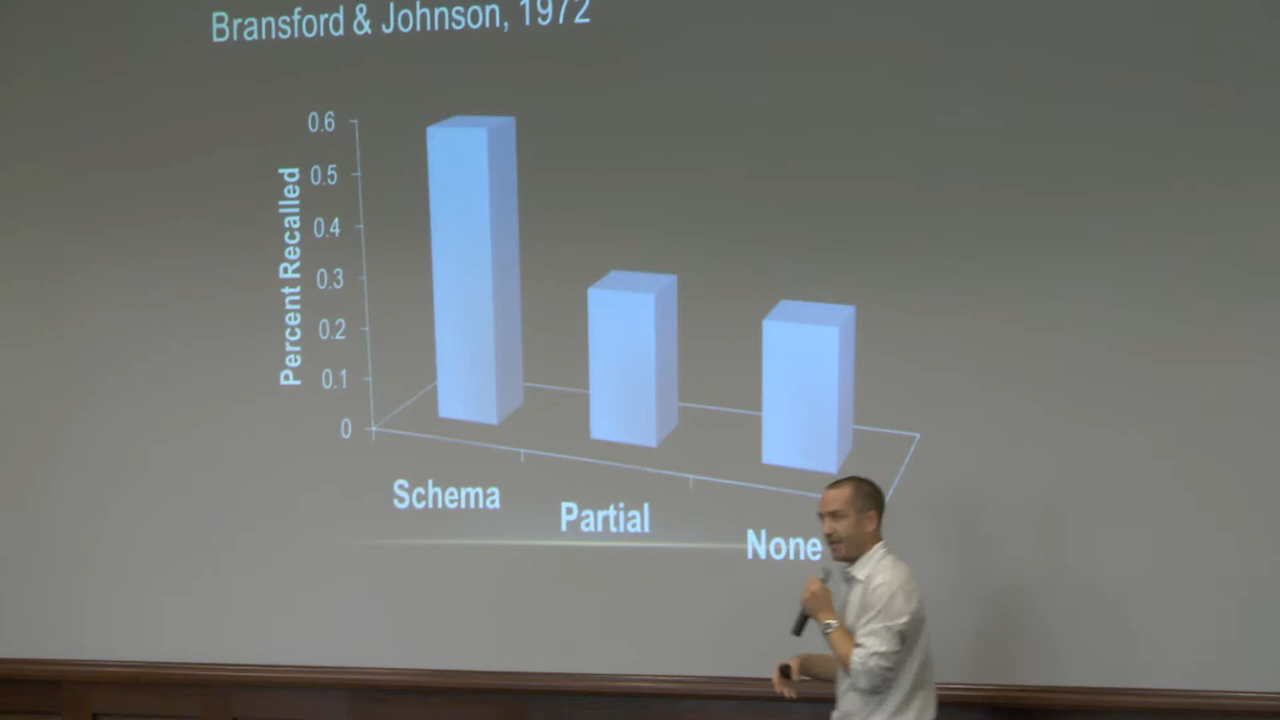 Bransford & Johnson, 1972
Percent Recalled
0.6
0.5
0.4
0.3
0.2
0.1
0
Schema
Partial
None